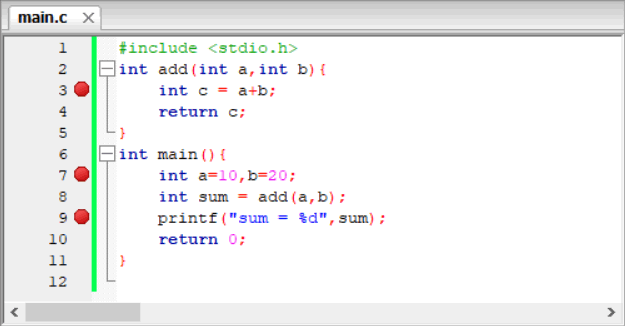 main.c
1 #include <stdio.h>
2 int add(int a,int b){
3 int c = a+b;
4 return c;
5 }
6 int main(){
7 int a=10,b=20;
8 int sum = add(a,b);
9 printf("sum = %d",sum);
10 return 0;
11 }
12